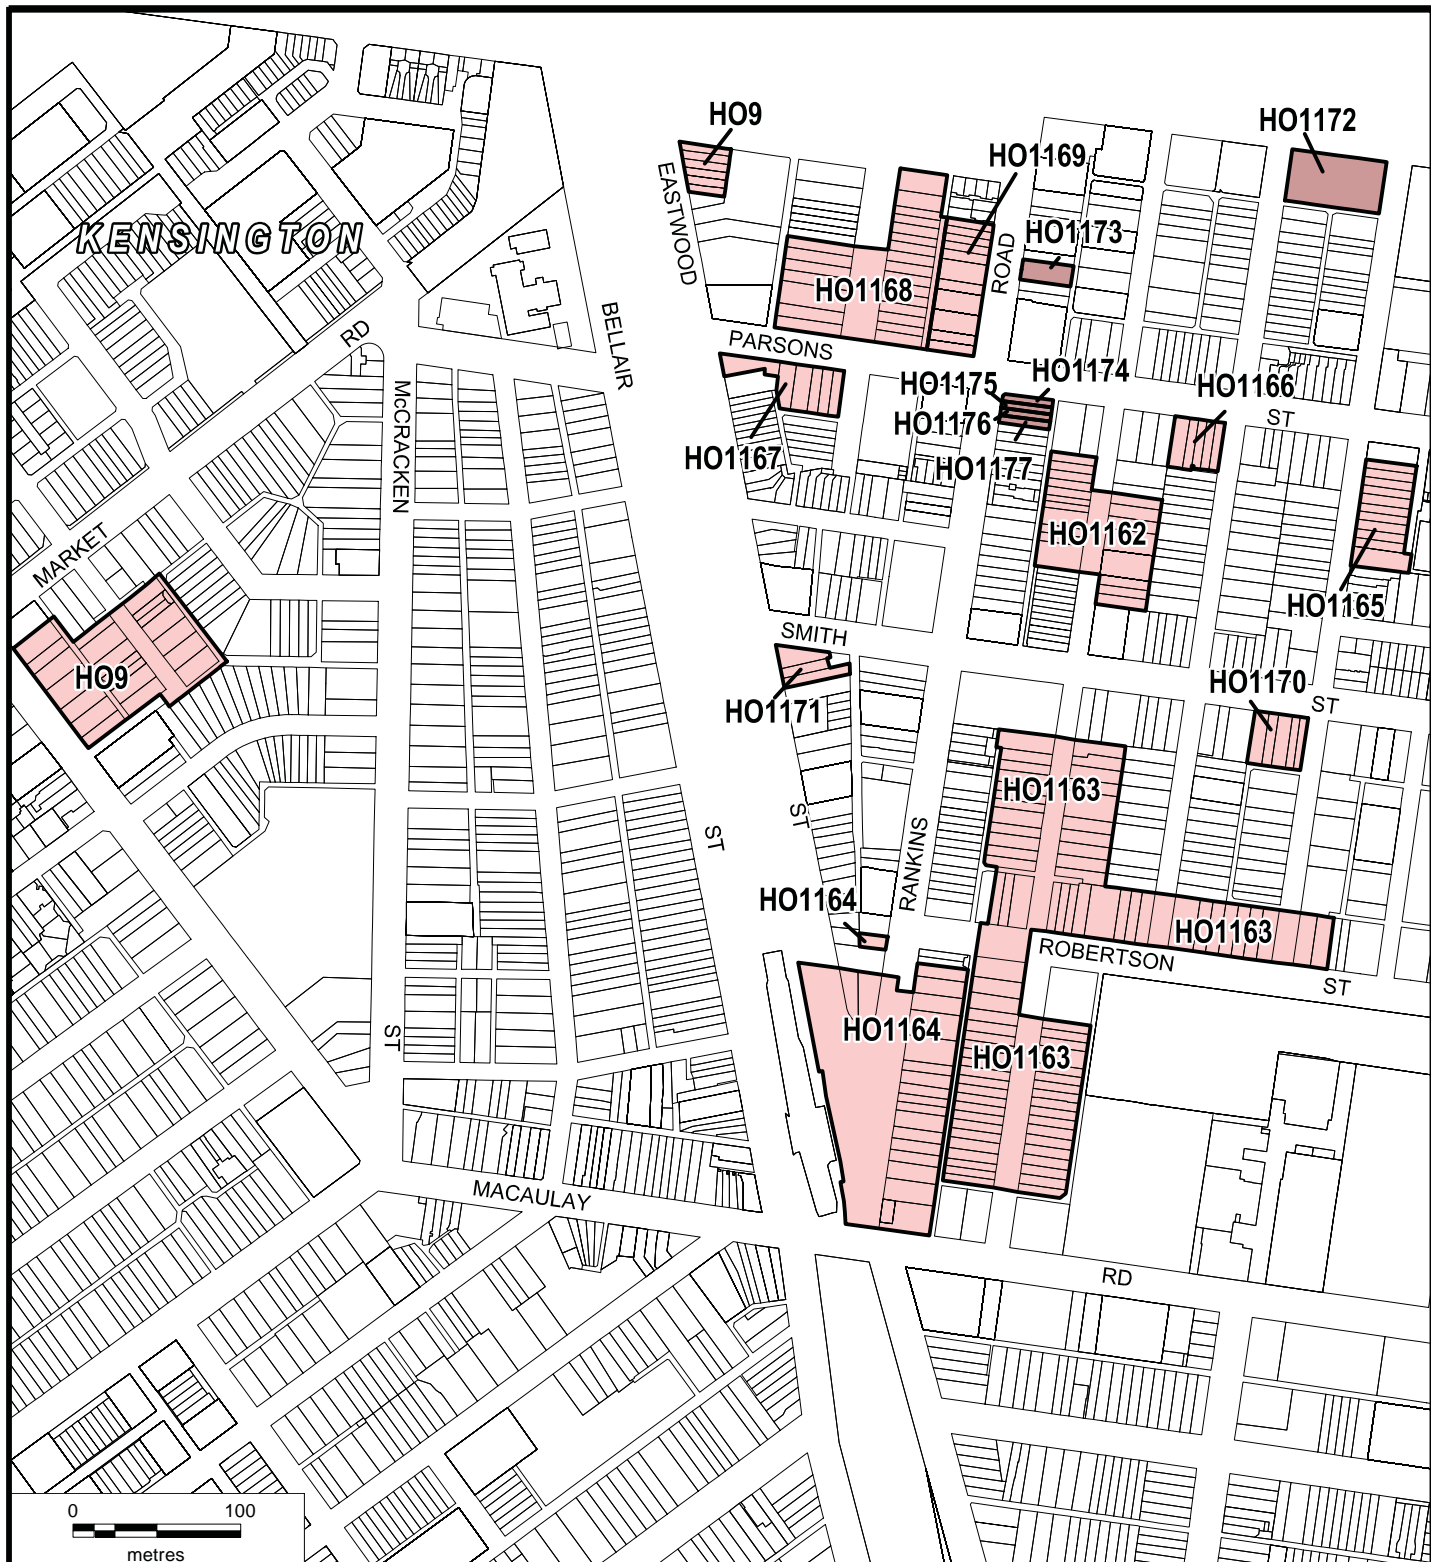 HO9
HO1172
HO1169
EASTWOOD
KENSINGTON
HO1173
ROAD
HO1168
RD
BELLAIR
PARSONS
HO1175
HO1174
HO1166
McCRACKEN
HO1176
ST
HO1167
HO1177
HO1162
MARKET
HO1165
SMITH
HO9
HO1170
ST
HO1171
HO1163
ST
ST
RANKINS
HO1164
HO1163
ROBERTSON
ST
ST
HO1164
HO1163
MACAULAY
RD
0 100
metres